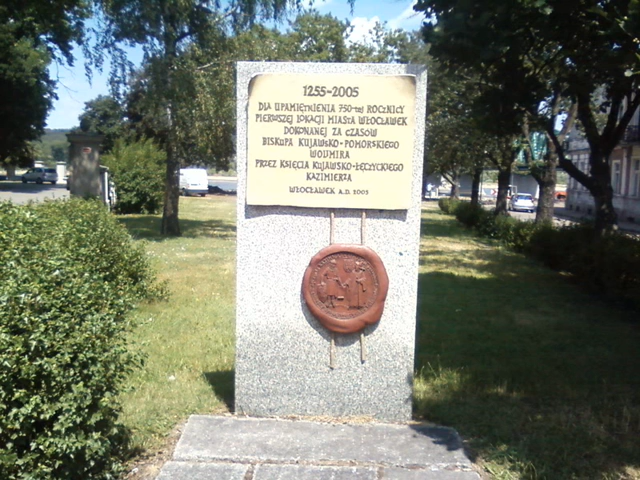 1255-2005
DLA UPAMIĘTNIENIA 750-tej ROCZNICY
PIERWSZEJ LOKACJI MIASTA WŁOCŁAWEK
DOKONANEJ ZA CZASÓW
BISKUPA KUJAWSKO-POMORSKIEGO
WOLIMIRA
PRZEZ KSIĘCIA KUJAWSKO-ŁĘCZYCKIEGO
KAZIMIERZA
WŁOCŁAWEK A.D. 2005